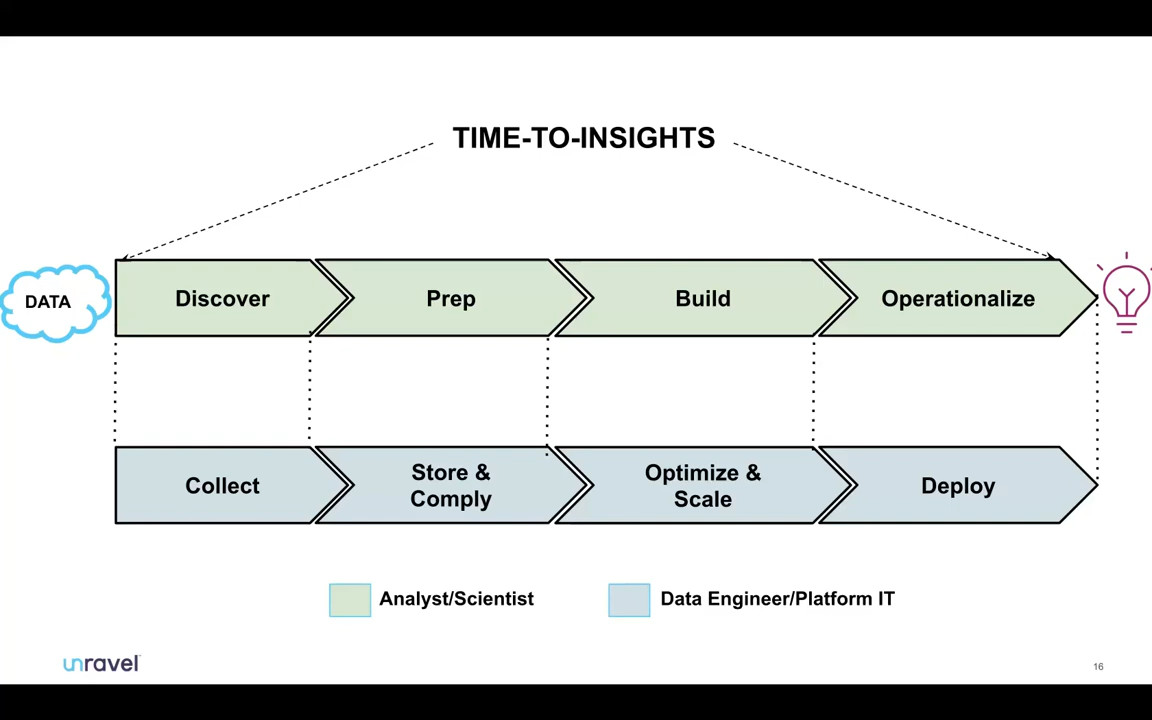 TIME-TO-INSIGHTS
DATA
Discover
Prep
Build
Operationalize
Collect
Store &
Comply
Optimize &
Scale
Deploy
Analyst/Scientist
Data Engineer/Platform IT
unravel
16